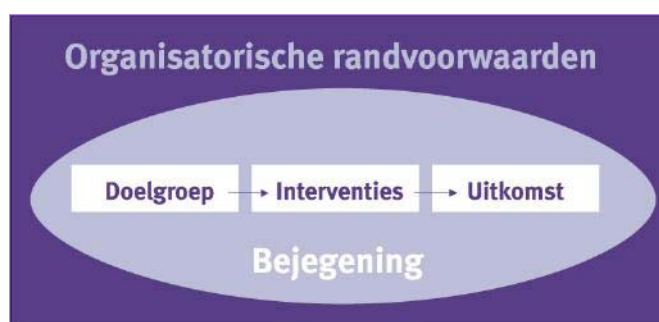 Organisatorische randvoorwaarden
Doelgroep → Interventies → Uitkomst
Bejegening